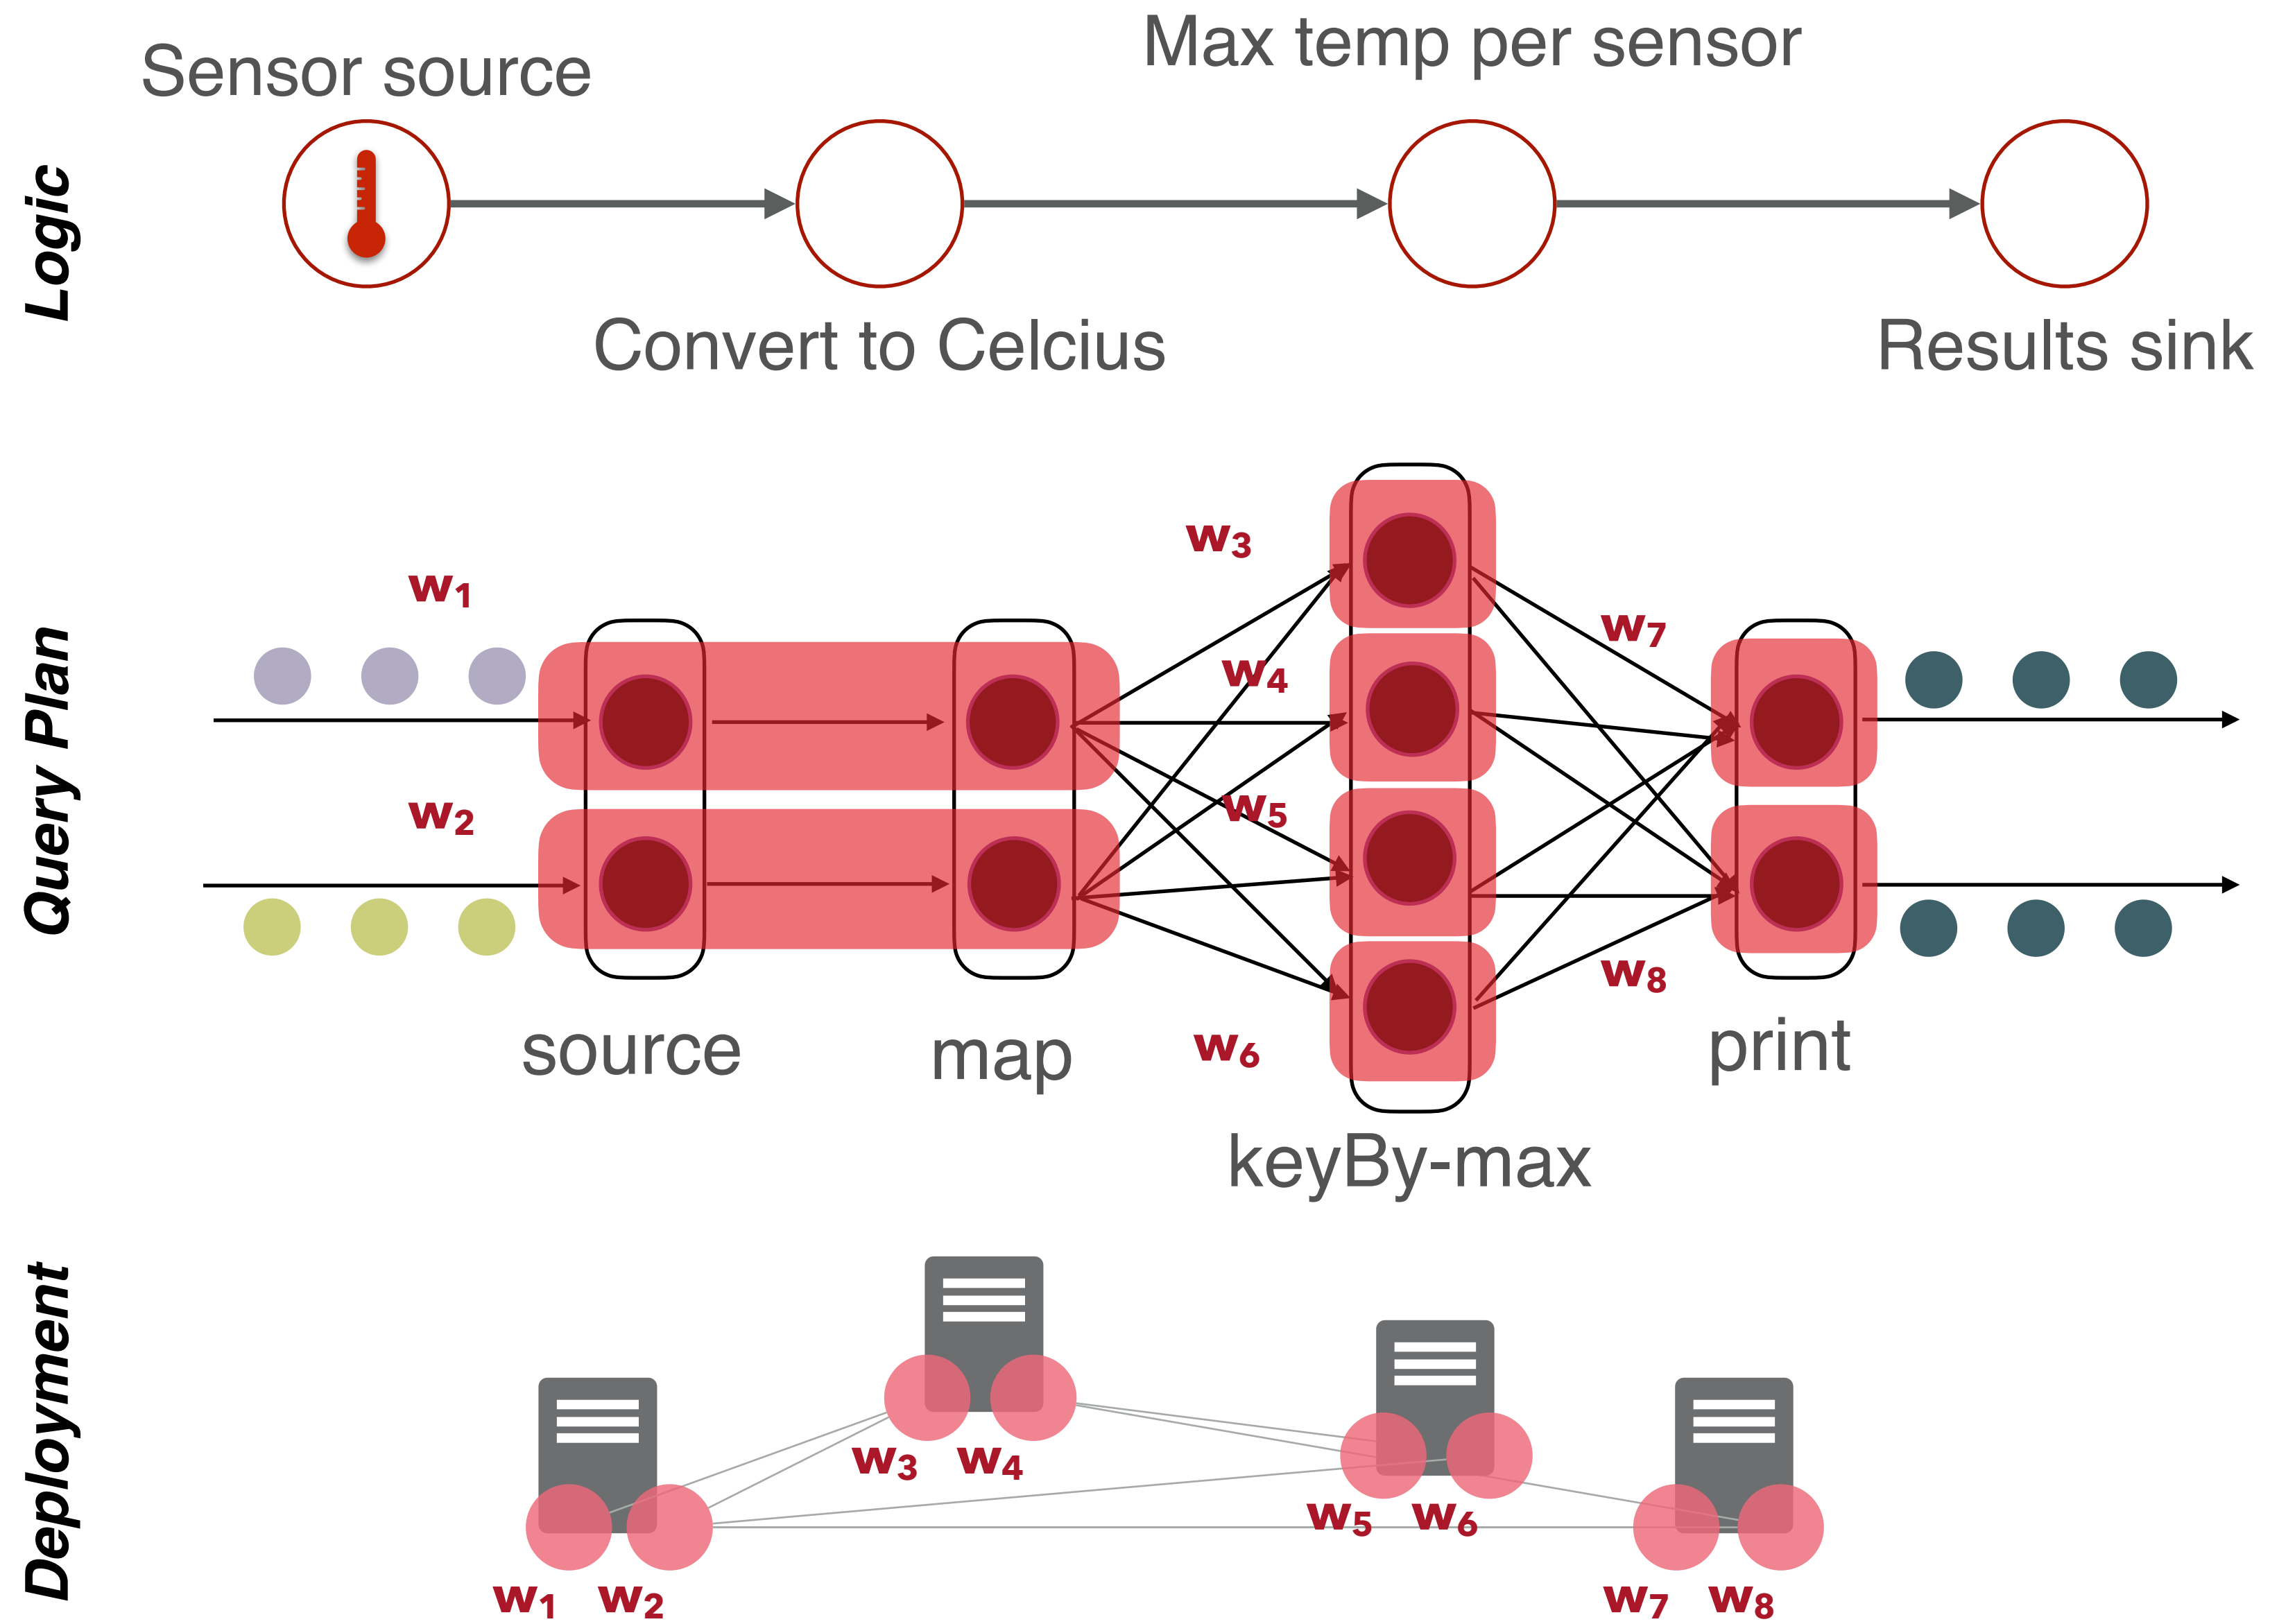 Logic
Sensor source
Max temp per sensor
Convert to Celcius
Results sink
Query Plan
w1
w2
w3
w4
w5
w6
w7
w8
source
map
keyBy-max
print
Deployment
w1 w2
w3 w4
w5 w6
w7 w8